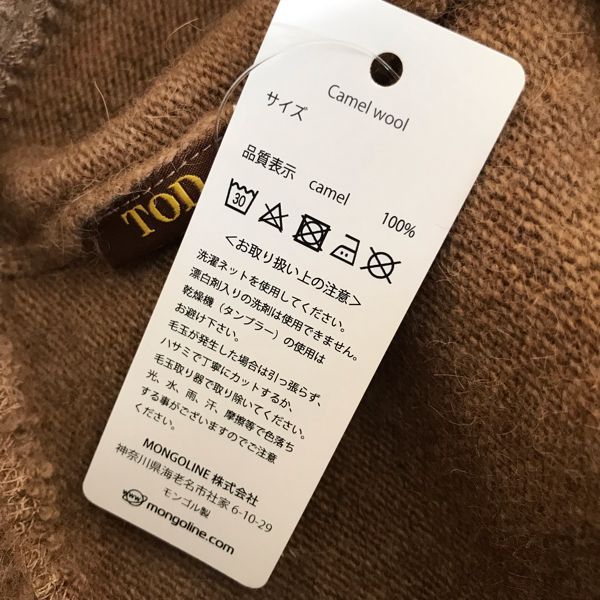 Camel wool
サイズ
品質表示 camel 100%
30
＜お取り扱い上の注意＞
洗濯ネットを使用してください。
漂白剤入りの洗剤は使用できません。
乾燥機（タンブラー）の使用は
お避け下さい。
毛玉が発生した場合は引っ張らず、
ハサミで丁寧にカットするか、
毛玉取り器で取り除いてください。
光、水、雨、汗、摩擦等で色落ち
する事がございますのでご注意
ください。
MONGOLINE 株式会社
神奈川県海老名市社家 6-10-29
モンゴル製
www mongoline.com
TOD